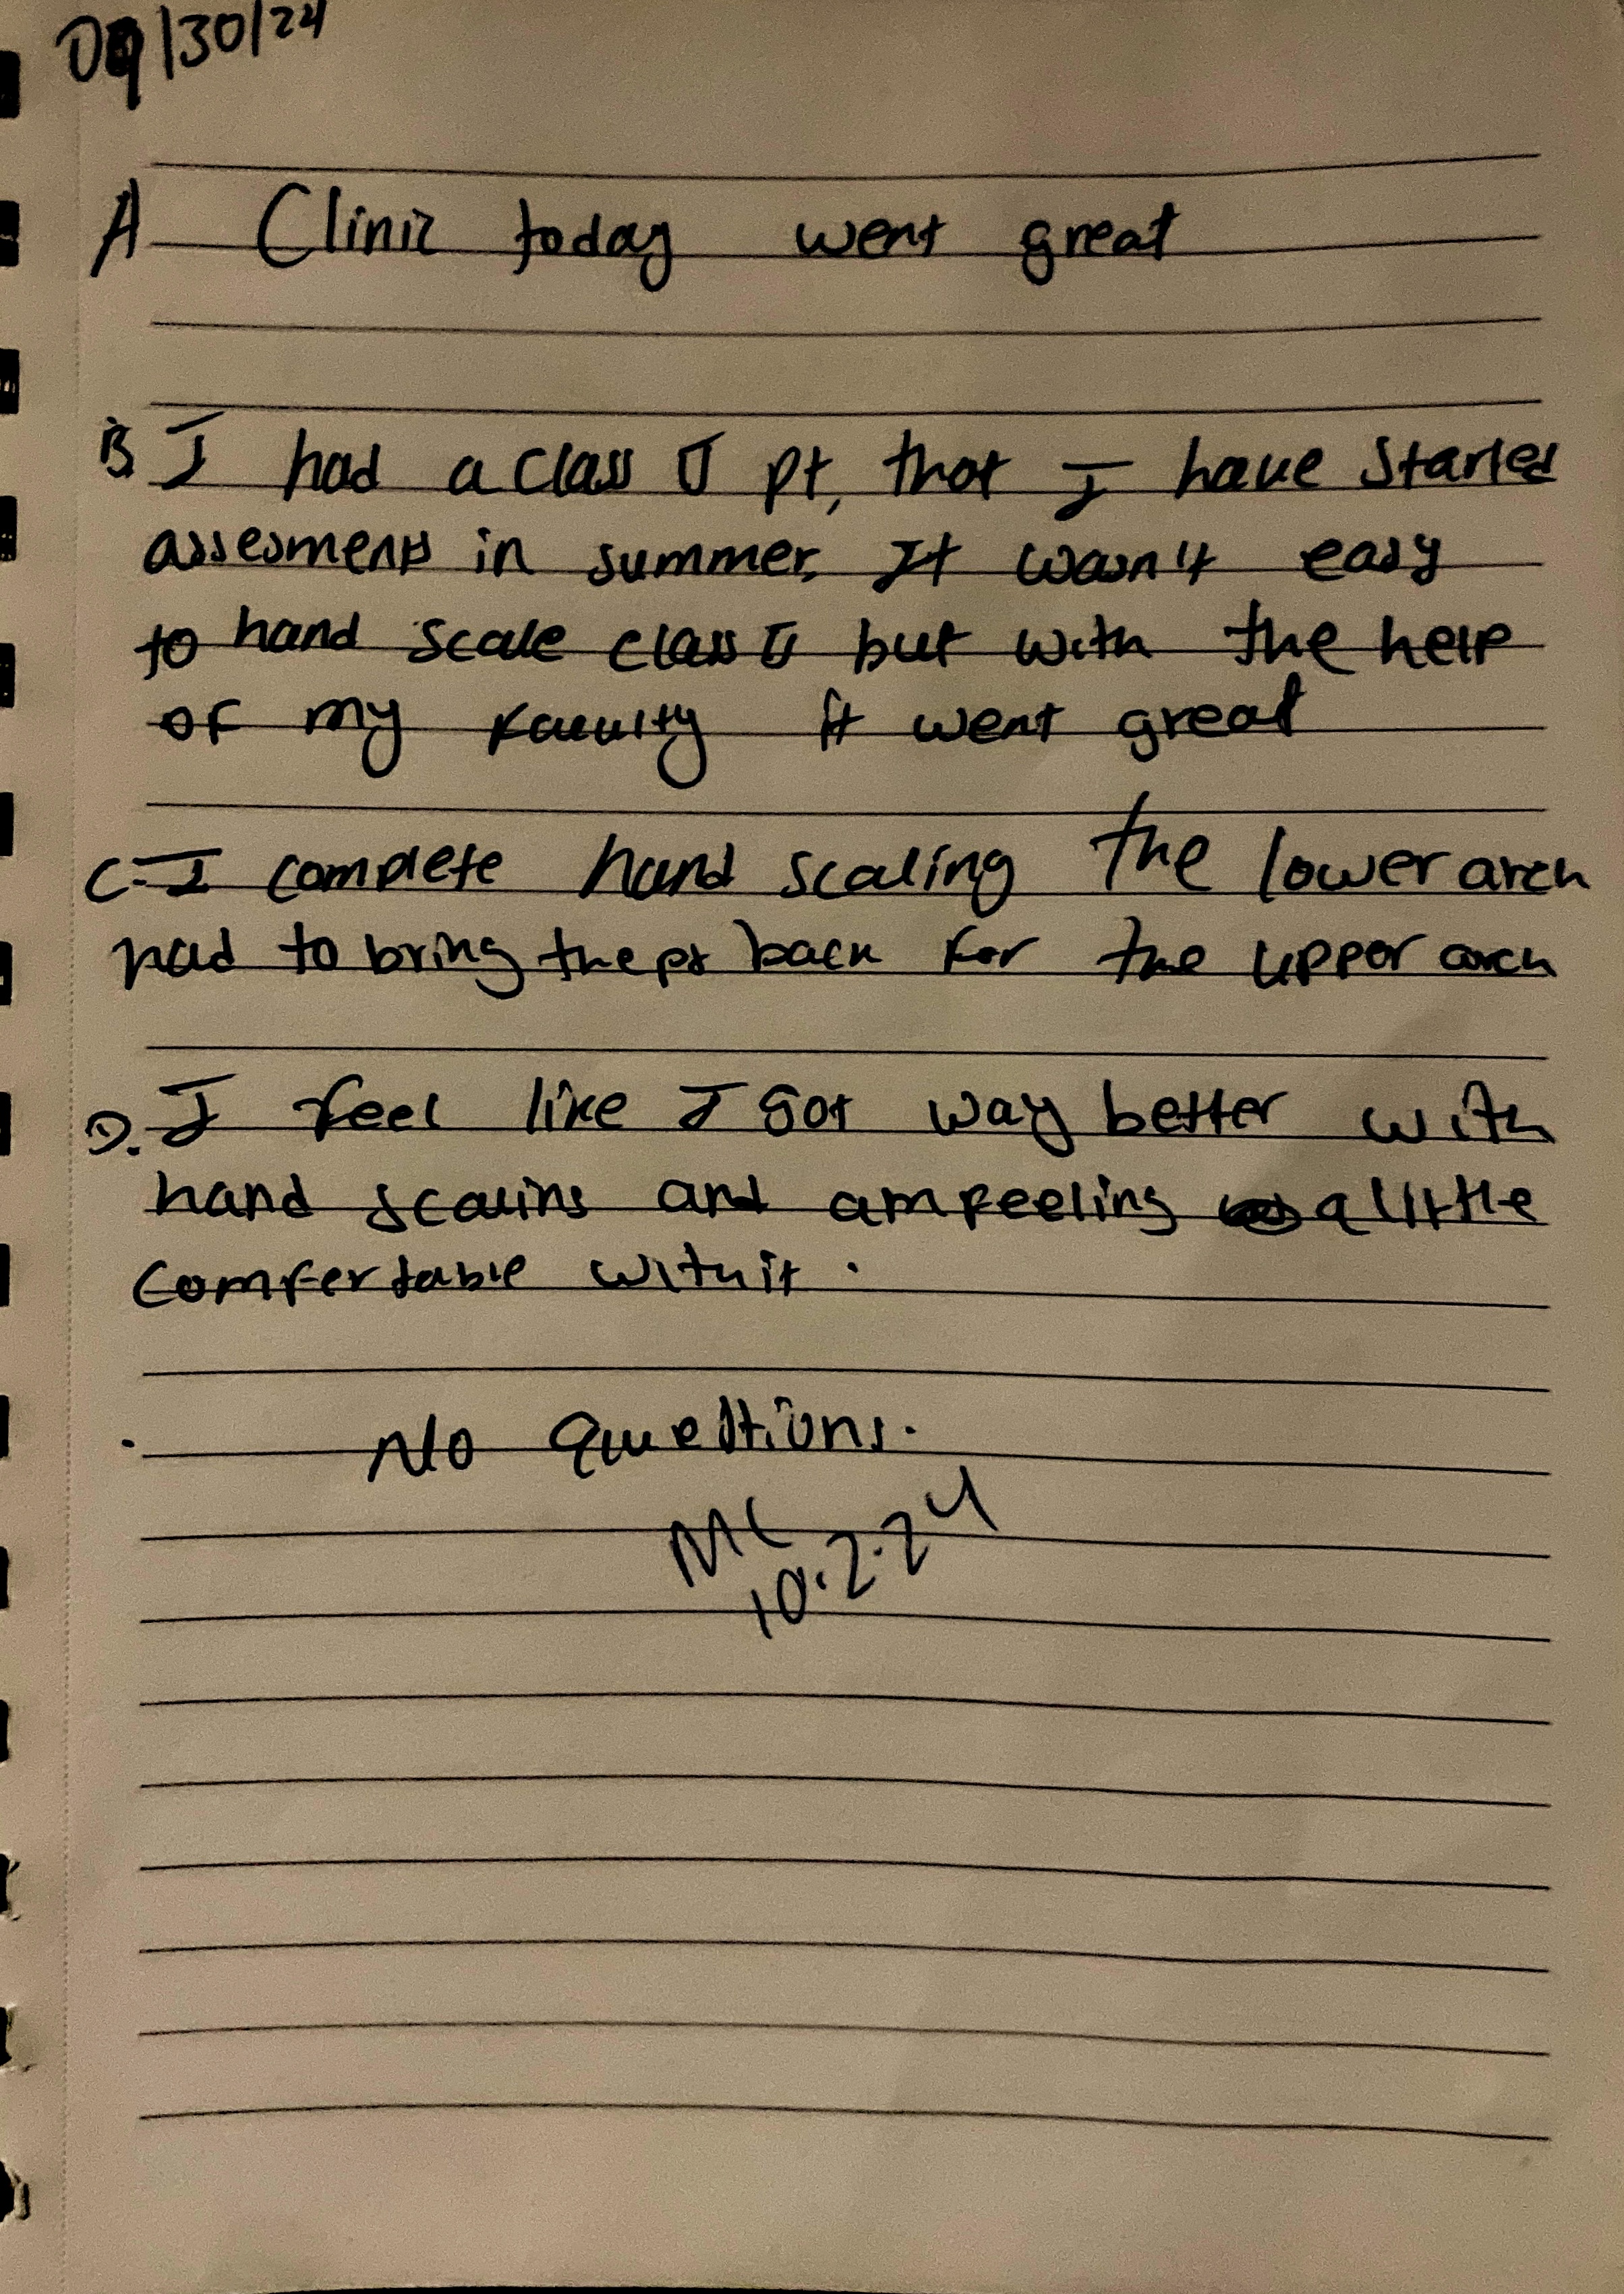 09/30/24
A Clinic today went great
B I had a class V pt, that I have started
assesments in summer. It wasn't easy
to hand scale class V but with the help
of my faculty it went great
C. I complete hand scaling the lower arch
had to bring the pt back for the upper arch
D. I feel like I got way better with
hand scaling and am feeling a little
comfertable with it.
No questions.
MC
10.2.24